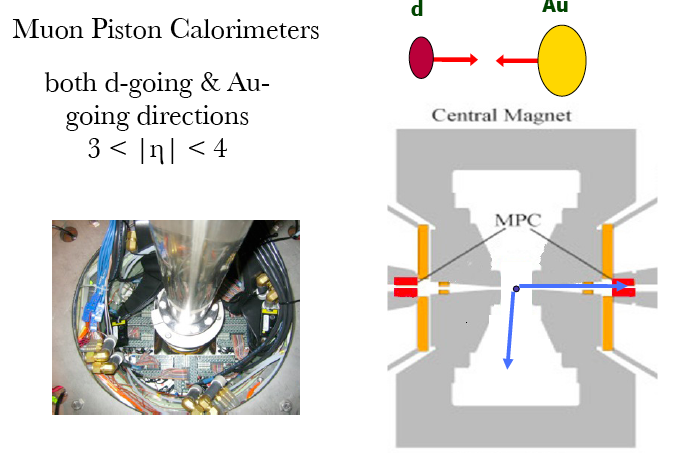 Muon Piston Calorimeters
both d-going & Au-
going directions
3 < |η| < 4
d
Au
Central Magnet
MPC